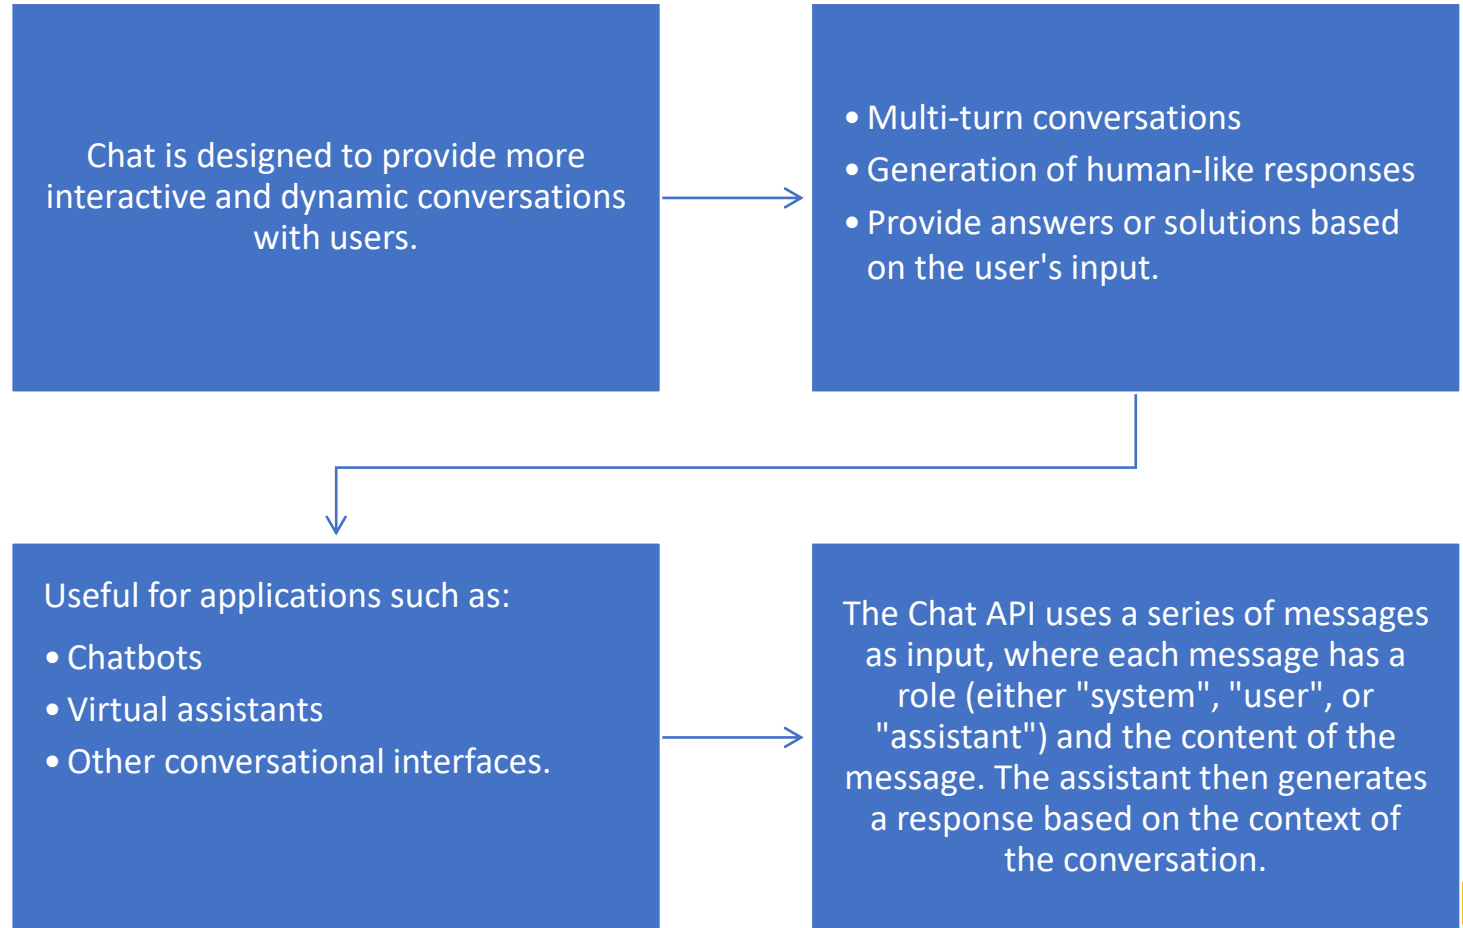 Chat is designed to provide more
interactive and dynamic conversations
with users.
• Multi-turn conversations
• Generation of human-like responses
• Provide answers or solutions based
on the user's input.
Useful for applications such as:
• Chatbots
• Virtual assistants
• Other conversational interfaces.
The Chat API uses a series of messages
as input, where each message has a
role (either "system", "user", or
"assistant") and the content of the
message. The assistant then generates
a response based on the context of
the conversation.